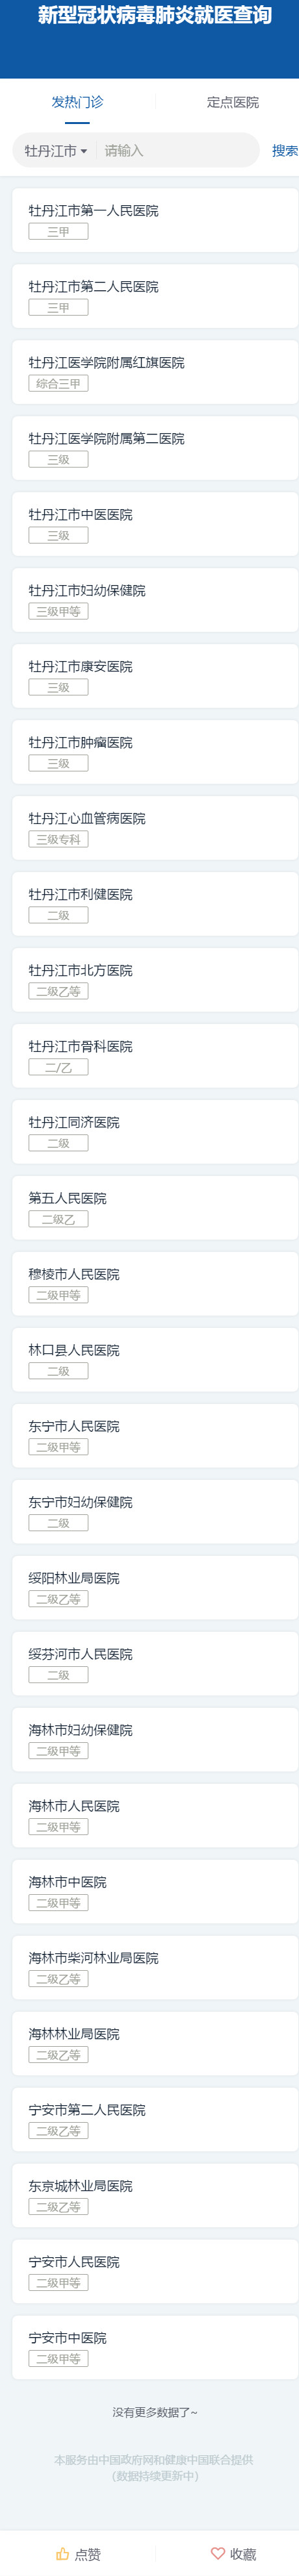 新型冠状病毒肺炎就医查询
发热门诊 定点医院
牡丹江市 请输入 搜索
牡丹江市第一人民医院
三甲
牡丹江市第二人民医院
三甲
牡丹江医学院附属红旗医院
综合三甲
牡丹江医学院附属第二医院
三级
牡丹江市中医医院
三级
牡丹江市妇幼保健院
三级甲等
牡丹江市康安医院
三级
牡丹江市肿瘤医院
三级
牡丹江心血管病医院
三级专科
牡丹江市利健医院
二级
牡丹江市北方医院
二级乙等
牡丹江市骨科医院
二/乙
牡丹江同济医院
二级
第五人民医院
二级乙
穆棱市人民医院
二级甲等
林口县人民医院
二级
东宁市人民医院
二级甲等
东宁市妇幼保健院
二级
绥阳林业局医院
二级乙等
绥芬河市人民医院
二级
海林市妇幼保健院
二级甲等
海林市人民医院
二级甲等
海林市中医院
二级甲等
海林市柴河林业局医院
二级乙等
海林林业局医院
二级乙等
宁安市第二人民医院
二级乙等
东京城林业局医院
二级乙等
宁安市人民医院
二级甲等
宁安市中医院
二级甲等
没有更多数据了~
本服务由中国政府网和健康中国联合提供
(数据持续更新中)
点赞 收藏